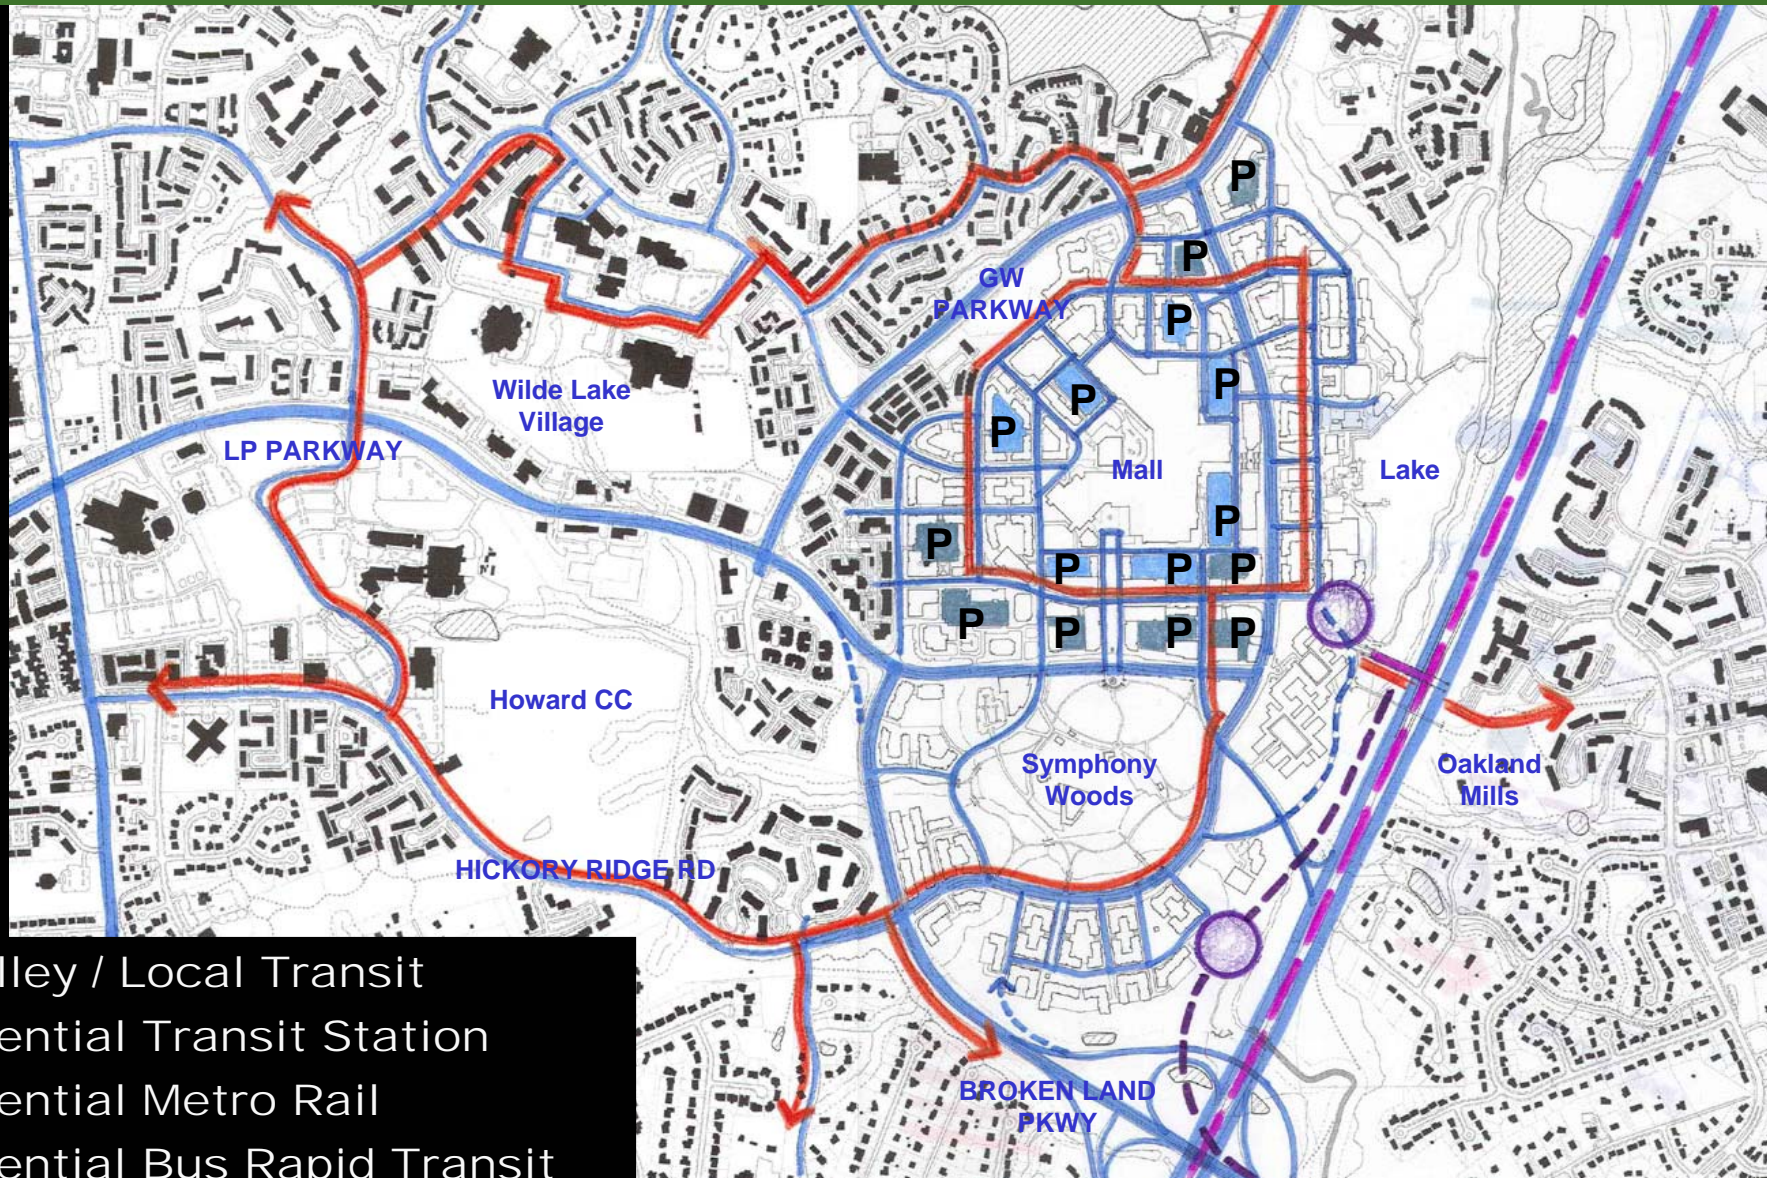 P
P
GW
PARKWAY
P
P
P
P
Wilde Lake
Village
LP PARKWAY
Mall
Lake
P
P
P
P
P
P
P
P
P
P
Howard CC
Symphony
Woods
Oakland
Mills
HICKORY RIDGE RD
lley / Local Transit
ential Transit Station
ential Metro Rail
ential Bus Rapid Transit
BROKEN LAND
PKWY